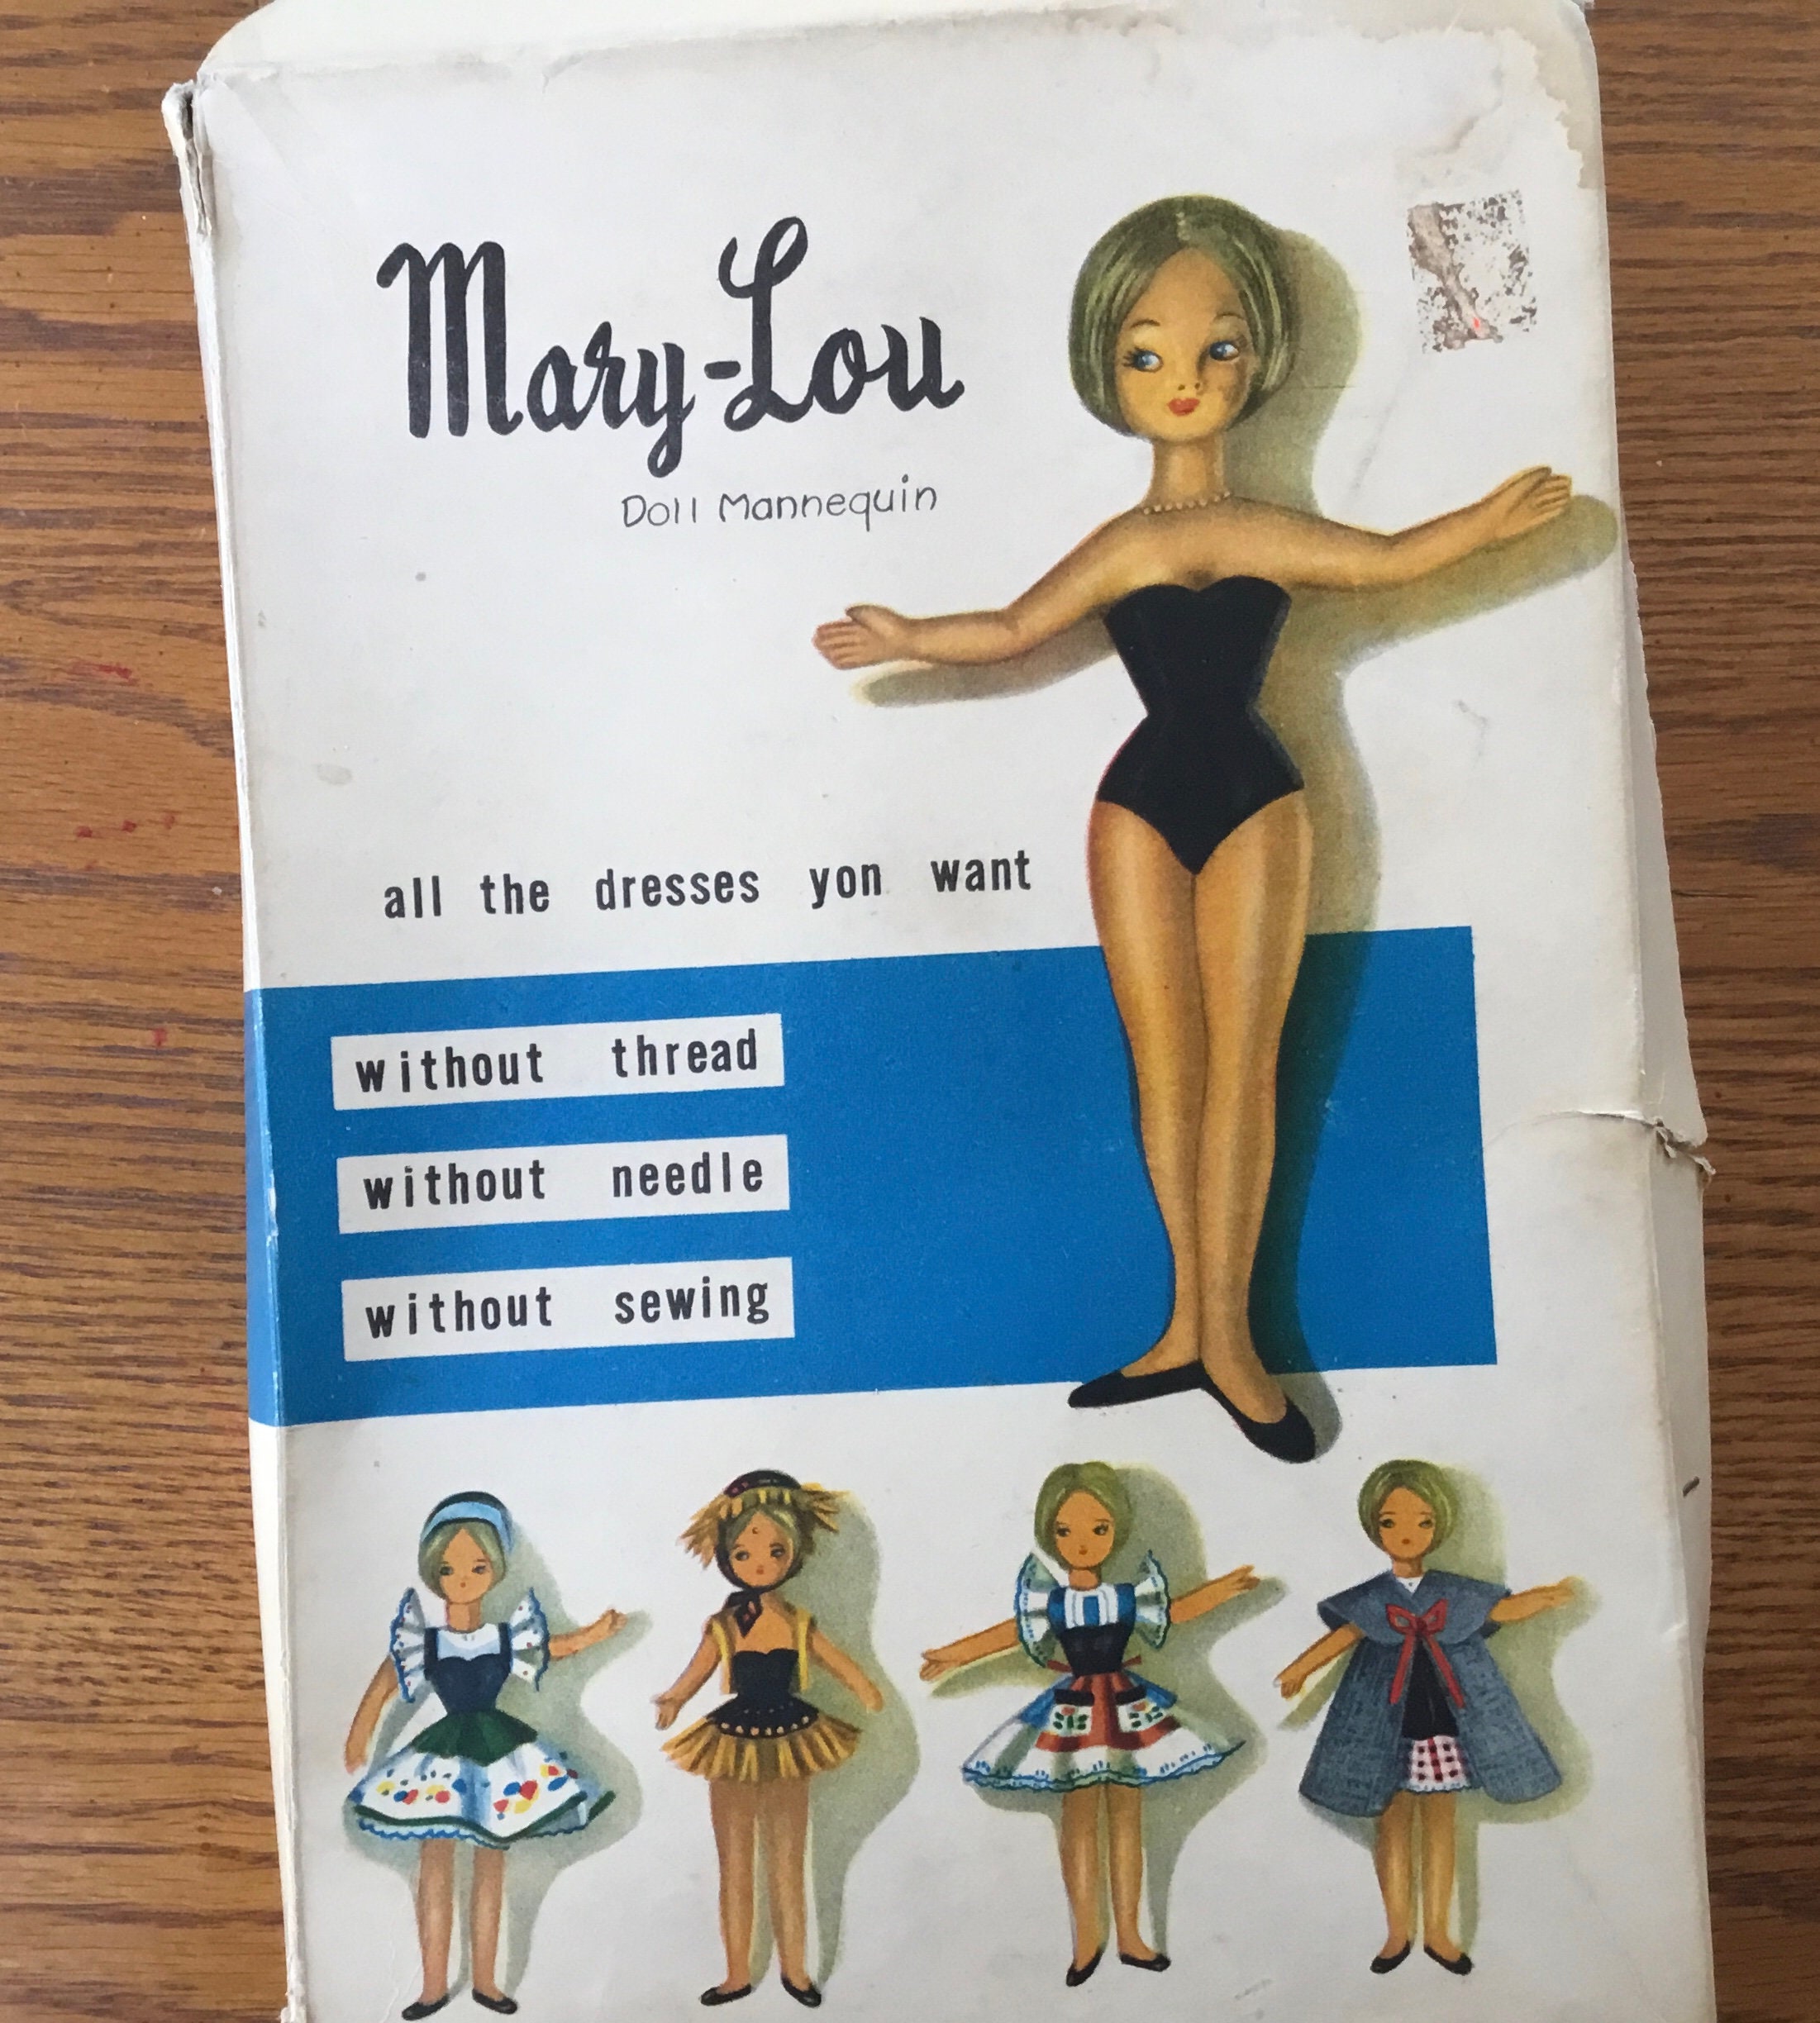 Mary-Lou
Doll Mannequin
all the dresses yon want
without thread
without needle
without sewing